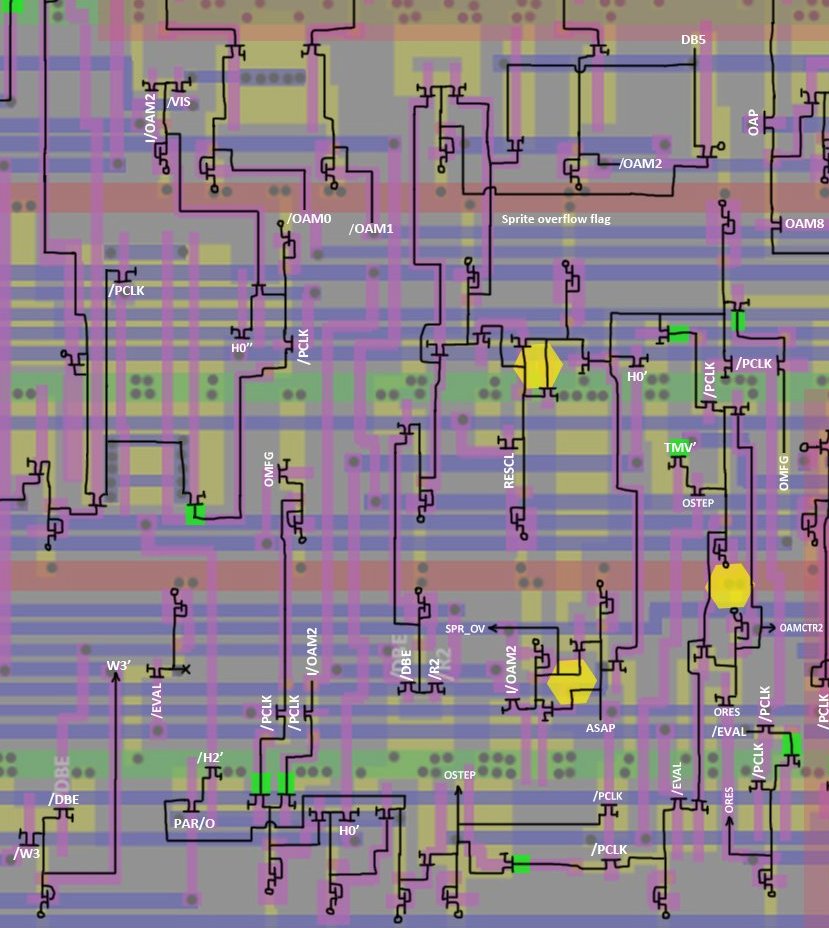 DB5
/VIS
I/OAM2
OAP
/OAM2
/OAM0
/OAM1
Sprite overflow flag
OAM8
/PCLK
H0''
/PCLK
H0'
/PCLK
/PCLK
TMV'
OMFG
RESCL
OSTEP
OMFG
SPR_OV
OAMCTR2
I/OAM2
/DBE
/DBE
/R2
/R2
W3'
I/OAM2
/EVAL
/PCLK
/PCLK
ASAP
ORES
/EVAL
/PCLK
/PCLK
/H2'
OSTEP
/DBE
/EVAL
/PCLK
ORES
/DBE
/PCLK
PAR/O
H0'
/W3
/PCLK